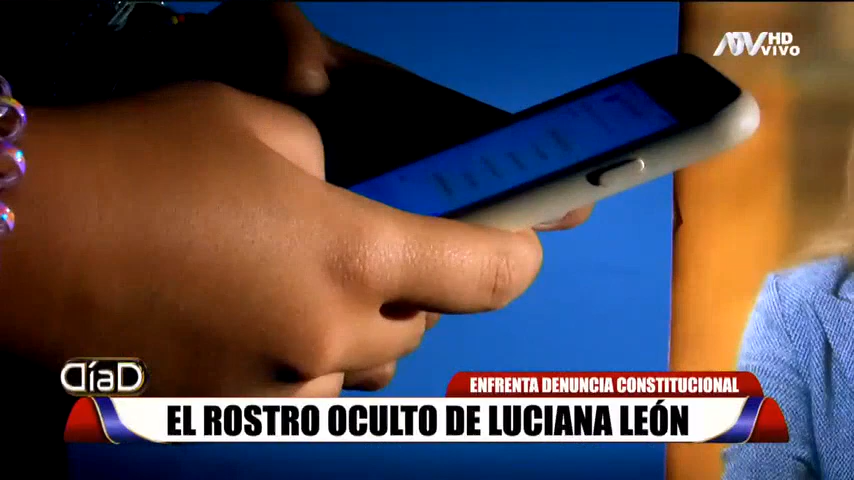 ATV HD
VIVO
DíaD
ENFRENTA DENUNCIA CONSTITUCIONAL
EL ROSTRO OCULTO DE LUCIANA LEÓN